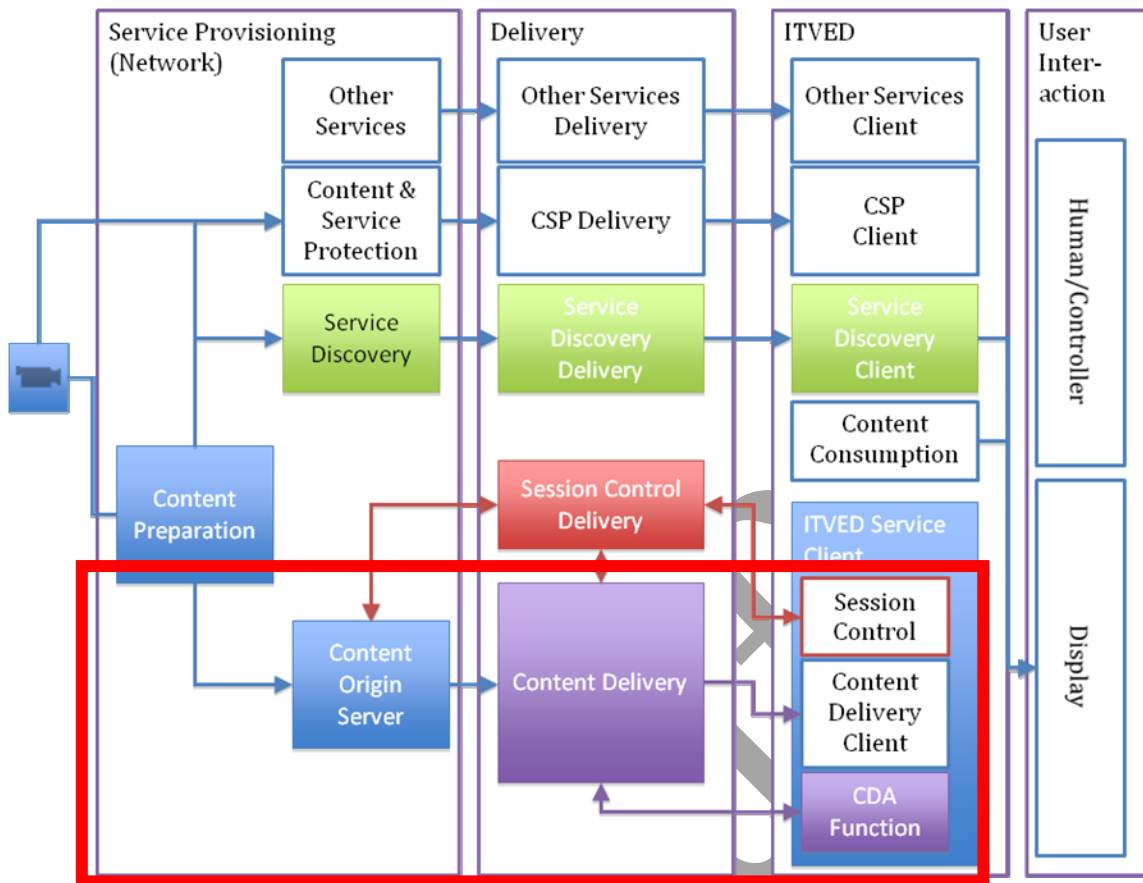 Service Provisioning
(Network)
Delivery
ITVED
User
Inter-
action
Other
Services
Other Services
Delivery
Other Services
Client
Content &
Service
Protection
CSP Delivery
CSP
Client
Service
Discovery
Service
Discovery
Delivery
Service
Discovery
Client
Human/Controller
Content
Consumption
Content
Preparation
Session Control
Delivery
ITVED Service
Client
Session
Control
Content
Origin
Server
Content Delivery
Content
Delivery
Client
Display
CDA
Function